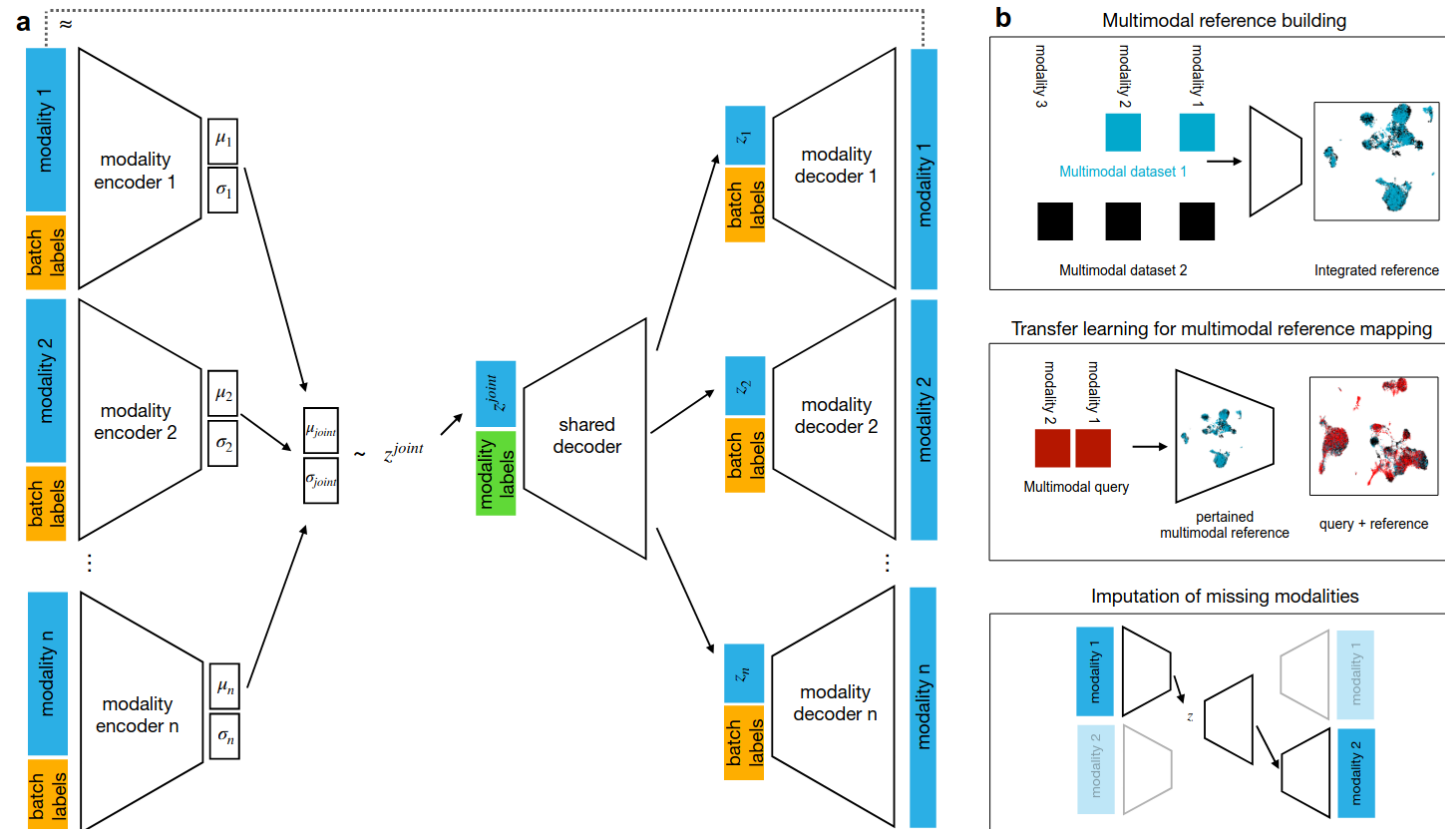 a
≈
modality 1
batch
labels
modality
encoder 1
μ1
σ1
modality 2
batch
labels
modality
encoder 2
μ2
σ2
⋮
modality n
batch
labels
modality
encoder n
μn
σn
μjoint
σjoint
~
z^joint
z^joint
modality
labels
shared
decoder
z1
batch
labels
modality
decoder 1
modality 1
z2
batch
labels
modality
decoder 2
modality 2
⋮
zn
batch
labels
modality
decoder n
modality n
b
Multimodal reference building
modality 3
modality 2
modality 1
Multimodal dataset 1
Multimodal dataset 2
Integrated reference
Transfer learning for multimodal reference mapping
modality 2
modality 1
Multimodal query
pertained
multimodal reference
query + reference
Imputation of missing modalities
modality 1
modality 2
z
modality 1
modality 2